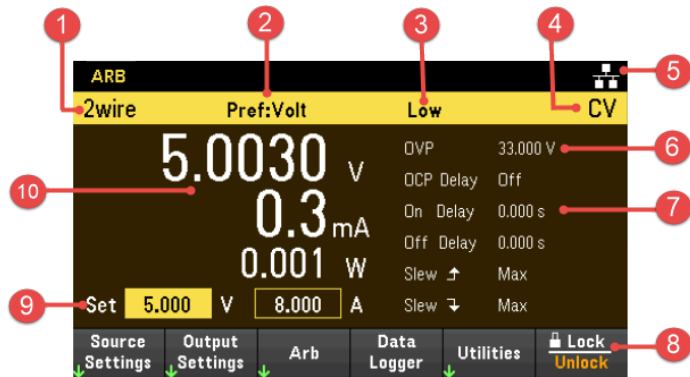 1
2
3
4
5
ARB
2wire Pref:Volt Low CV
5.0030 V
0.3 mA
0.001 W
OVP 33.000 V
OCP Delay Off
On Delay 0.000 s
Off Delay 0.000 s
Slew Max
Slew Max
6
7
10
9
Set 5.000 V 8.000 A
Source Settings
Output Settings
Arb
Data Logger
Utilities
Lock
Unlock
8